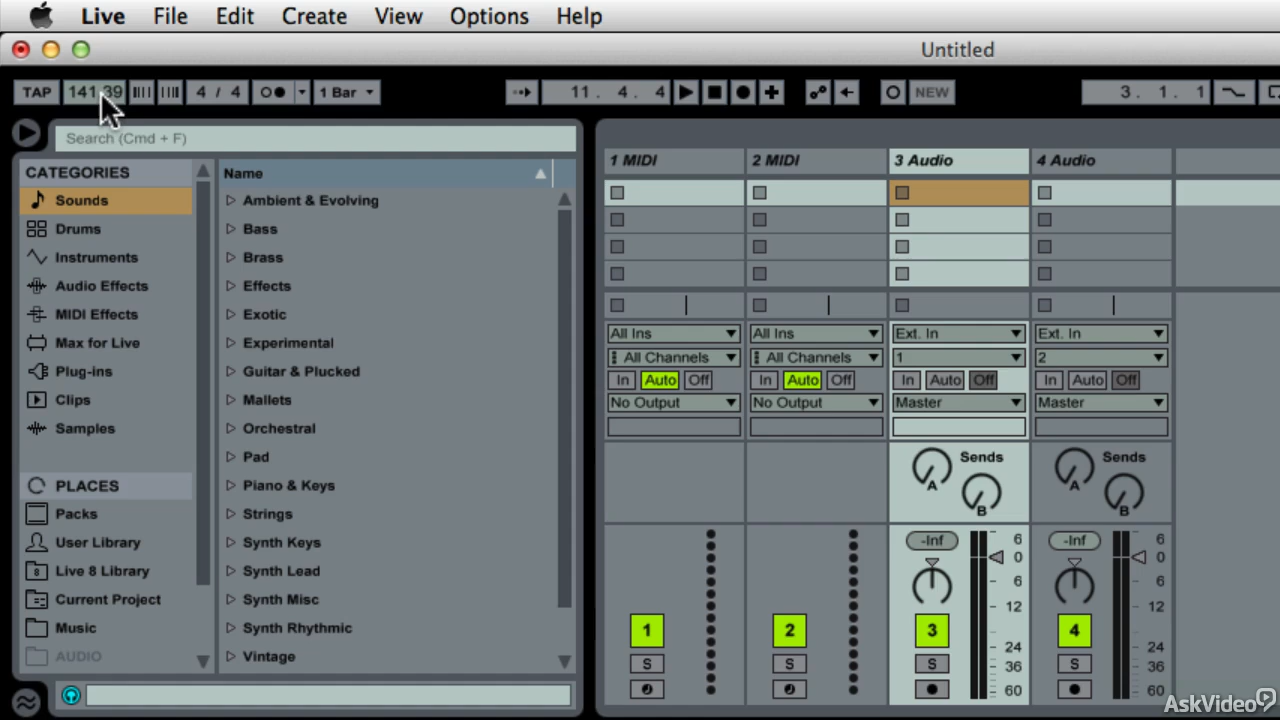 Live File Edit Create View Options Help
Untitled
TAP 141.39 4 / 4 1 Bar 11. 4. 4 NEW 3. 1. 1
Search (Cmd + F)
CATEGORIES
Sounds
Drums
Instruments
Audio Effects
MIDI Effects
Max for Live
Plug-ins
Clips
Samples
PLACES
Packs
User Library
Live 8 Library
Current Project
Music
AUDIO
Name
Ambient & Evolving
Bass
Brass
Effects
Exotic
Experimental
Guitar & Plucked
Mallets
Orchestral
Pad
Piano & Keys
Strings
Synth Keys
Synth Lead
Synth Misc
Synth Rhythmic
Vintage
1 MIDI 2 MIDI 3 Audio 4 Audio
All Ins All Ins Ext. In Ext. In
All Channels All Channels 1 2
In Auto Off In Auto Off In Auto Off In Auto Off
No Output No Output Master Master
Sends Sends
A A
B B
-Inf 6 -Inf 6
0 0
6 6
12 12
1 2 3 4
24 24
S S S S
36 36
60 60
AskVideo